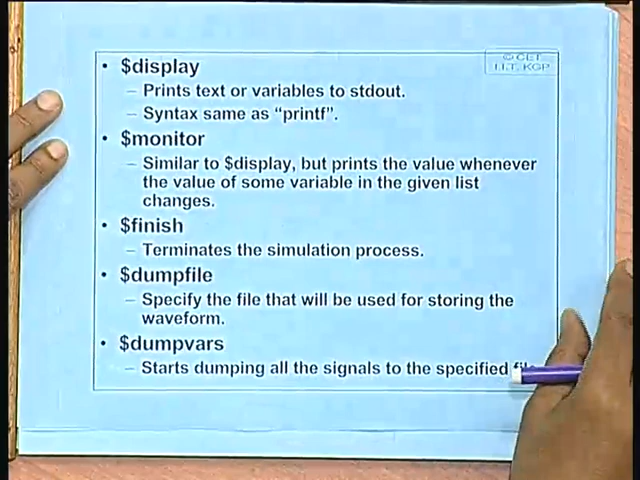 © CET
I.I.T. KGP
• $display
– Prints text or variables to stdout.
– Syntax same as “printf”.
• $monitor
– Similar to $display, but prints the value whenever
the value of some variable in the given list
changes.
• $finish
– Terminates the simulation process.
• $dumpfile
– Specify the file that will be used for storing the
waveform.
• $dumpvars
– Starts dumping all the signals to the specified